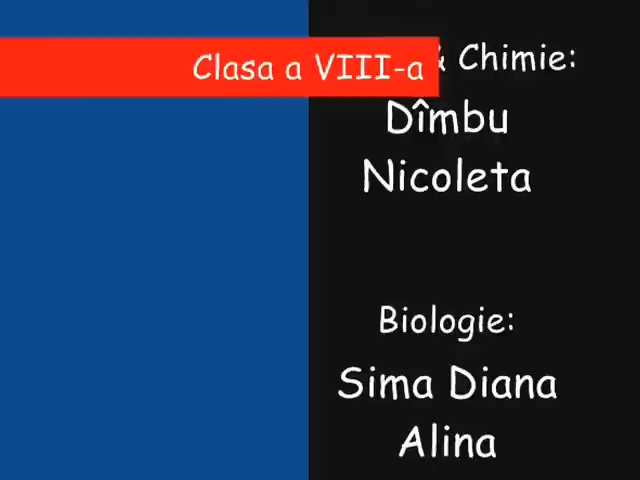 Clasa a VIII-a
& Chimie:
Dîmbu
Nicoleta
Biologie:
Sima Diana
Alina